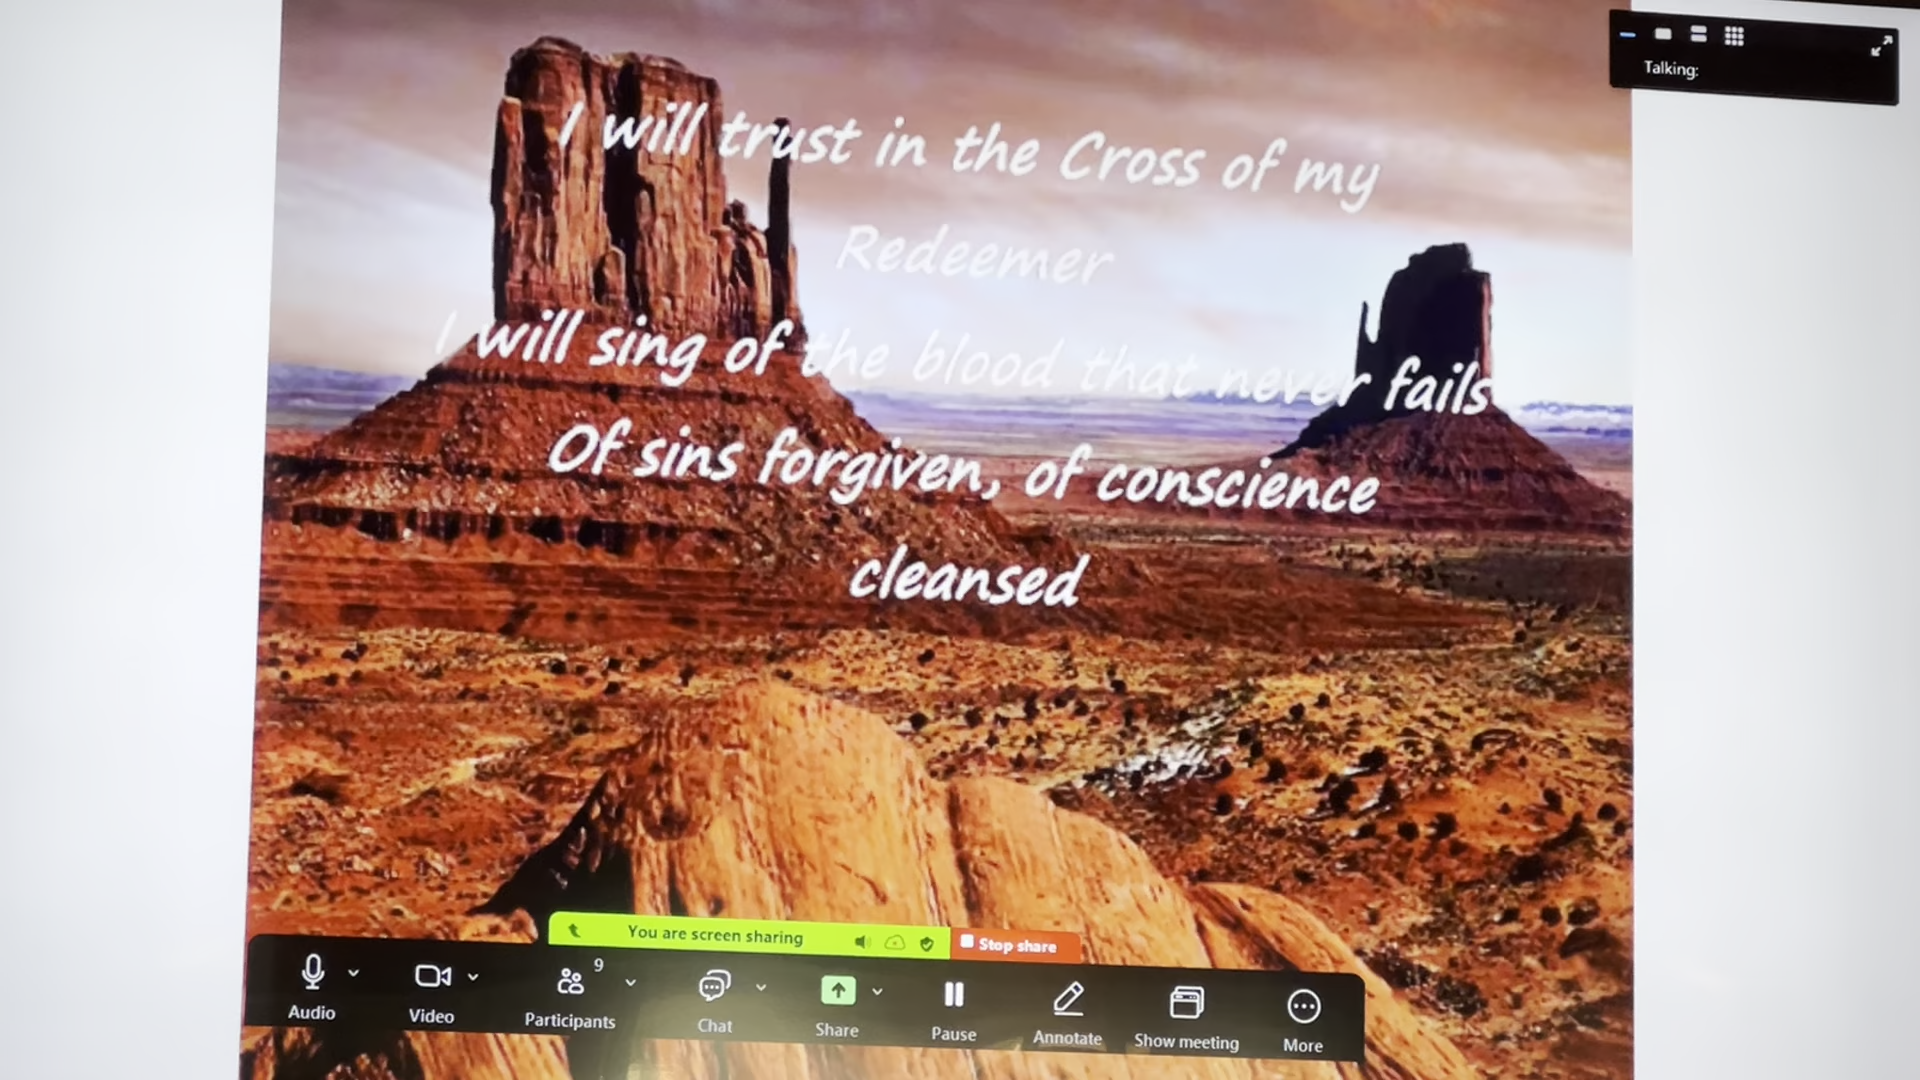 Talking:
I will trust in the Cross of my
Redeemer
I will sing of the blood that never fails
Of sins forgiven, of conscience
cleansed
You are screen sharing
Stop share
9
Audio
Video
Participants
Chat
Share
Pause
Annotate
Show meeting
More